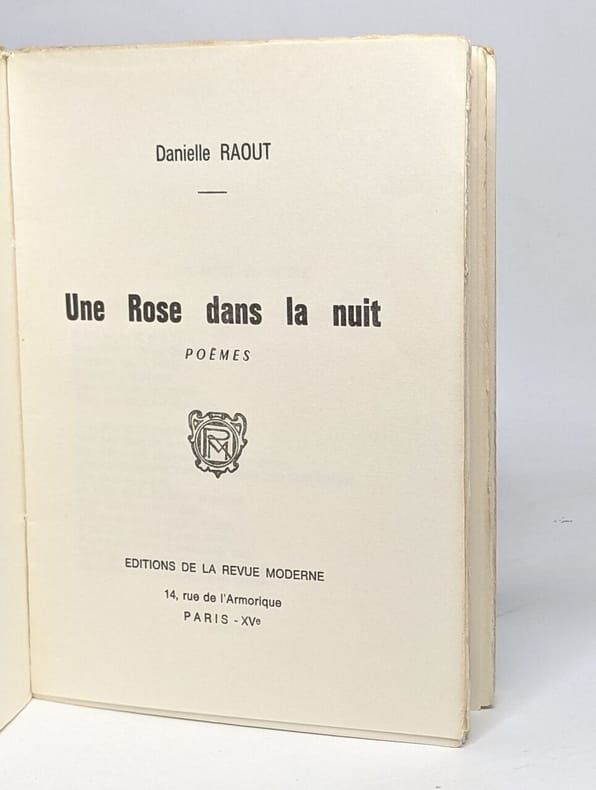 Danielle RAOUT
Une Rose dans la nuit
POÈMES
RM
EDITIONS DE LA REVUE MODERNE
14, rue de l'Armorique
PARIS - XVe